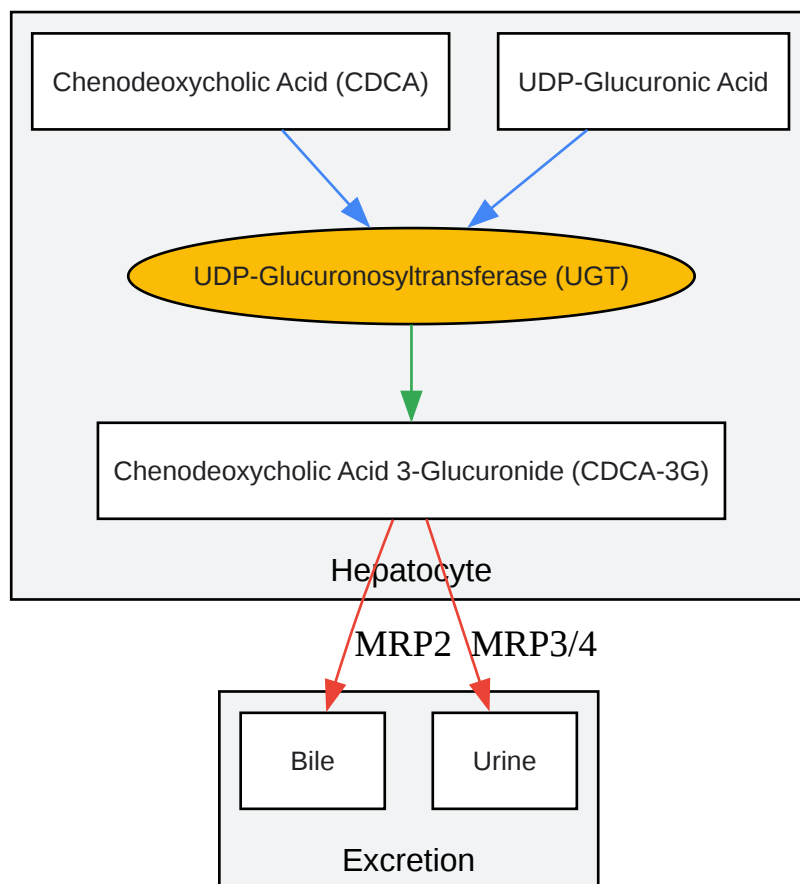 Chenodeoxycholic Acid (CDCA)
UDP-Glucuronic Acid
UDP-Glucuronosyltransferase (UGT)
Chenodeoxycholic Acid 3-Glucuronide (CDCA-3G)
Hepatocyte
MRP2
MRP3/4
Bile
Urine
Excretion